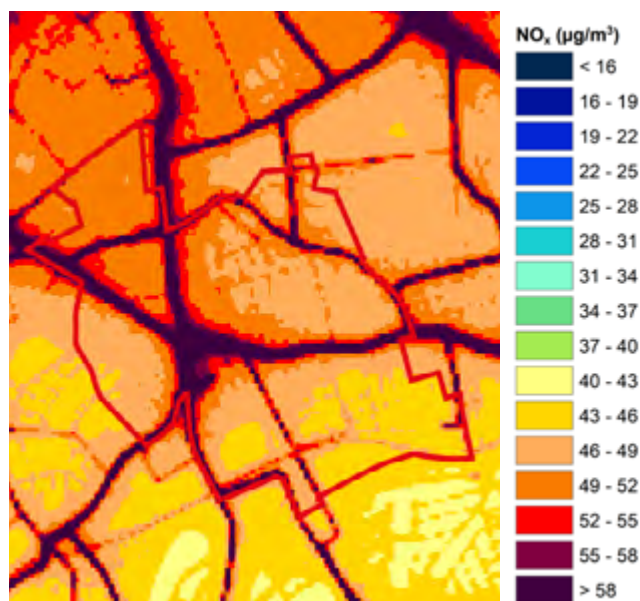 NOₓ (µg/m³)
< 16
16 - 19
19 - 22
22 - 25
25 - 28
28 - 31
31 - 34
34 - 37
37 - 40
40 - 43
43 - 46
46 - 49
49 - 52
52 - 55
55 - 58
> 58